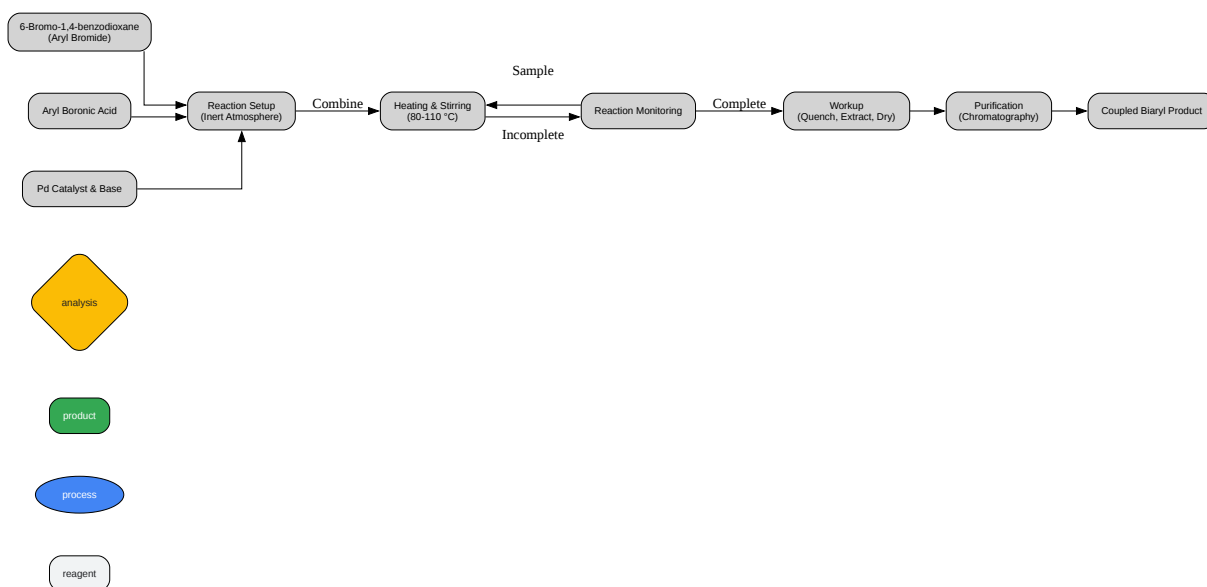 6-Bromo-1,4-benzodioxane
(Aryl Bromide)
Aryl Boronic Acid
Pd Catalyst & Base
Reaction Setup
(Inert Atmosphere)
Combine
Heating & Stirring
(80-110 °C)
Sample
Incomplete
Reaction Monitoring
Complete
Workup
(Quench, Extract, Dry)
Purification
(Chromatography)
Coupled Biaryl Product
analysis
product
process
reagent